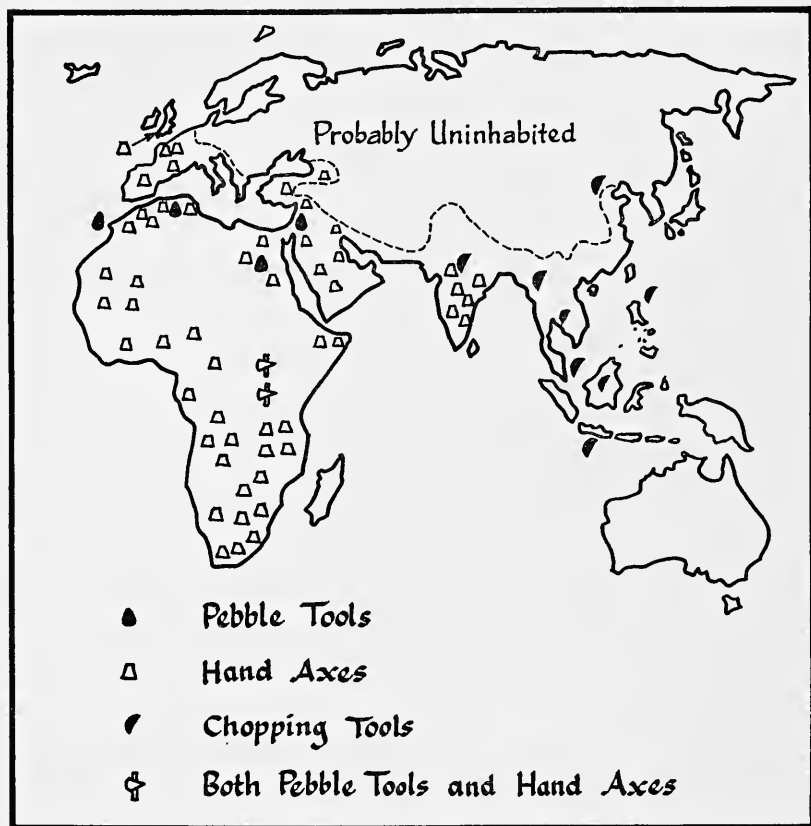 Probably Uninhabited
Pebble Tools
Hand Axes
Chopping Tools
Both Pebble Tools and Hand Axes